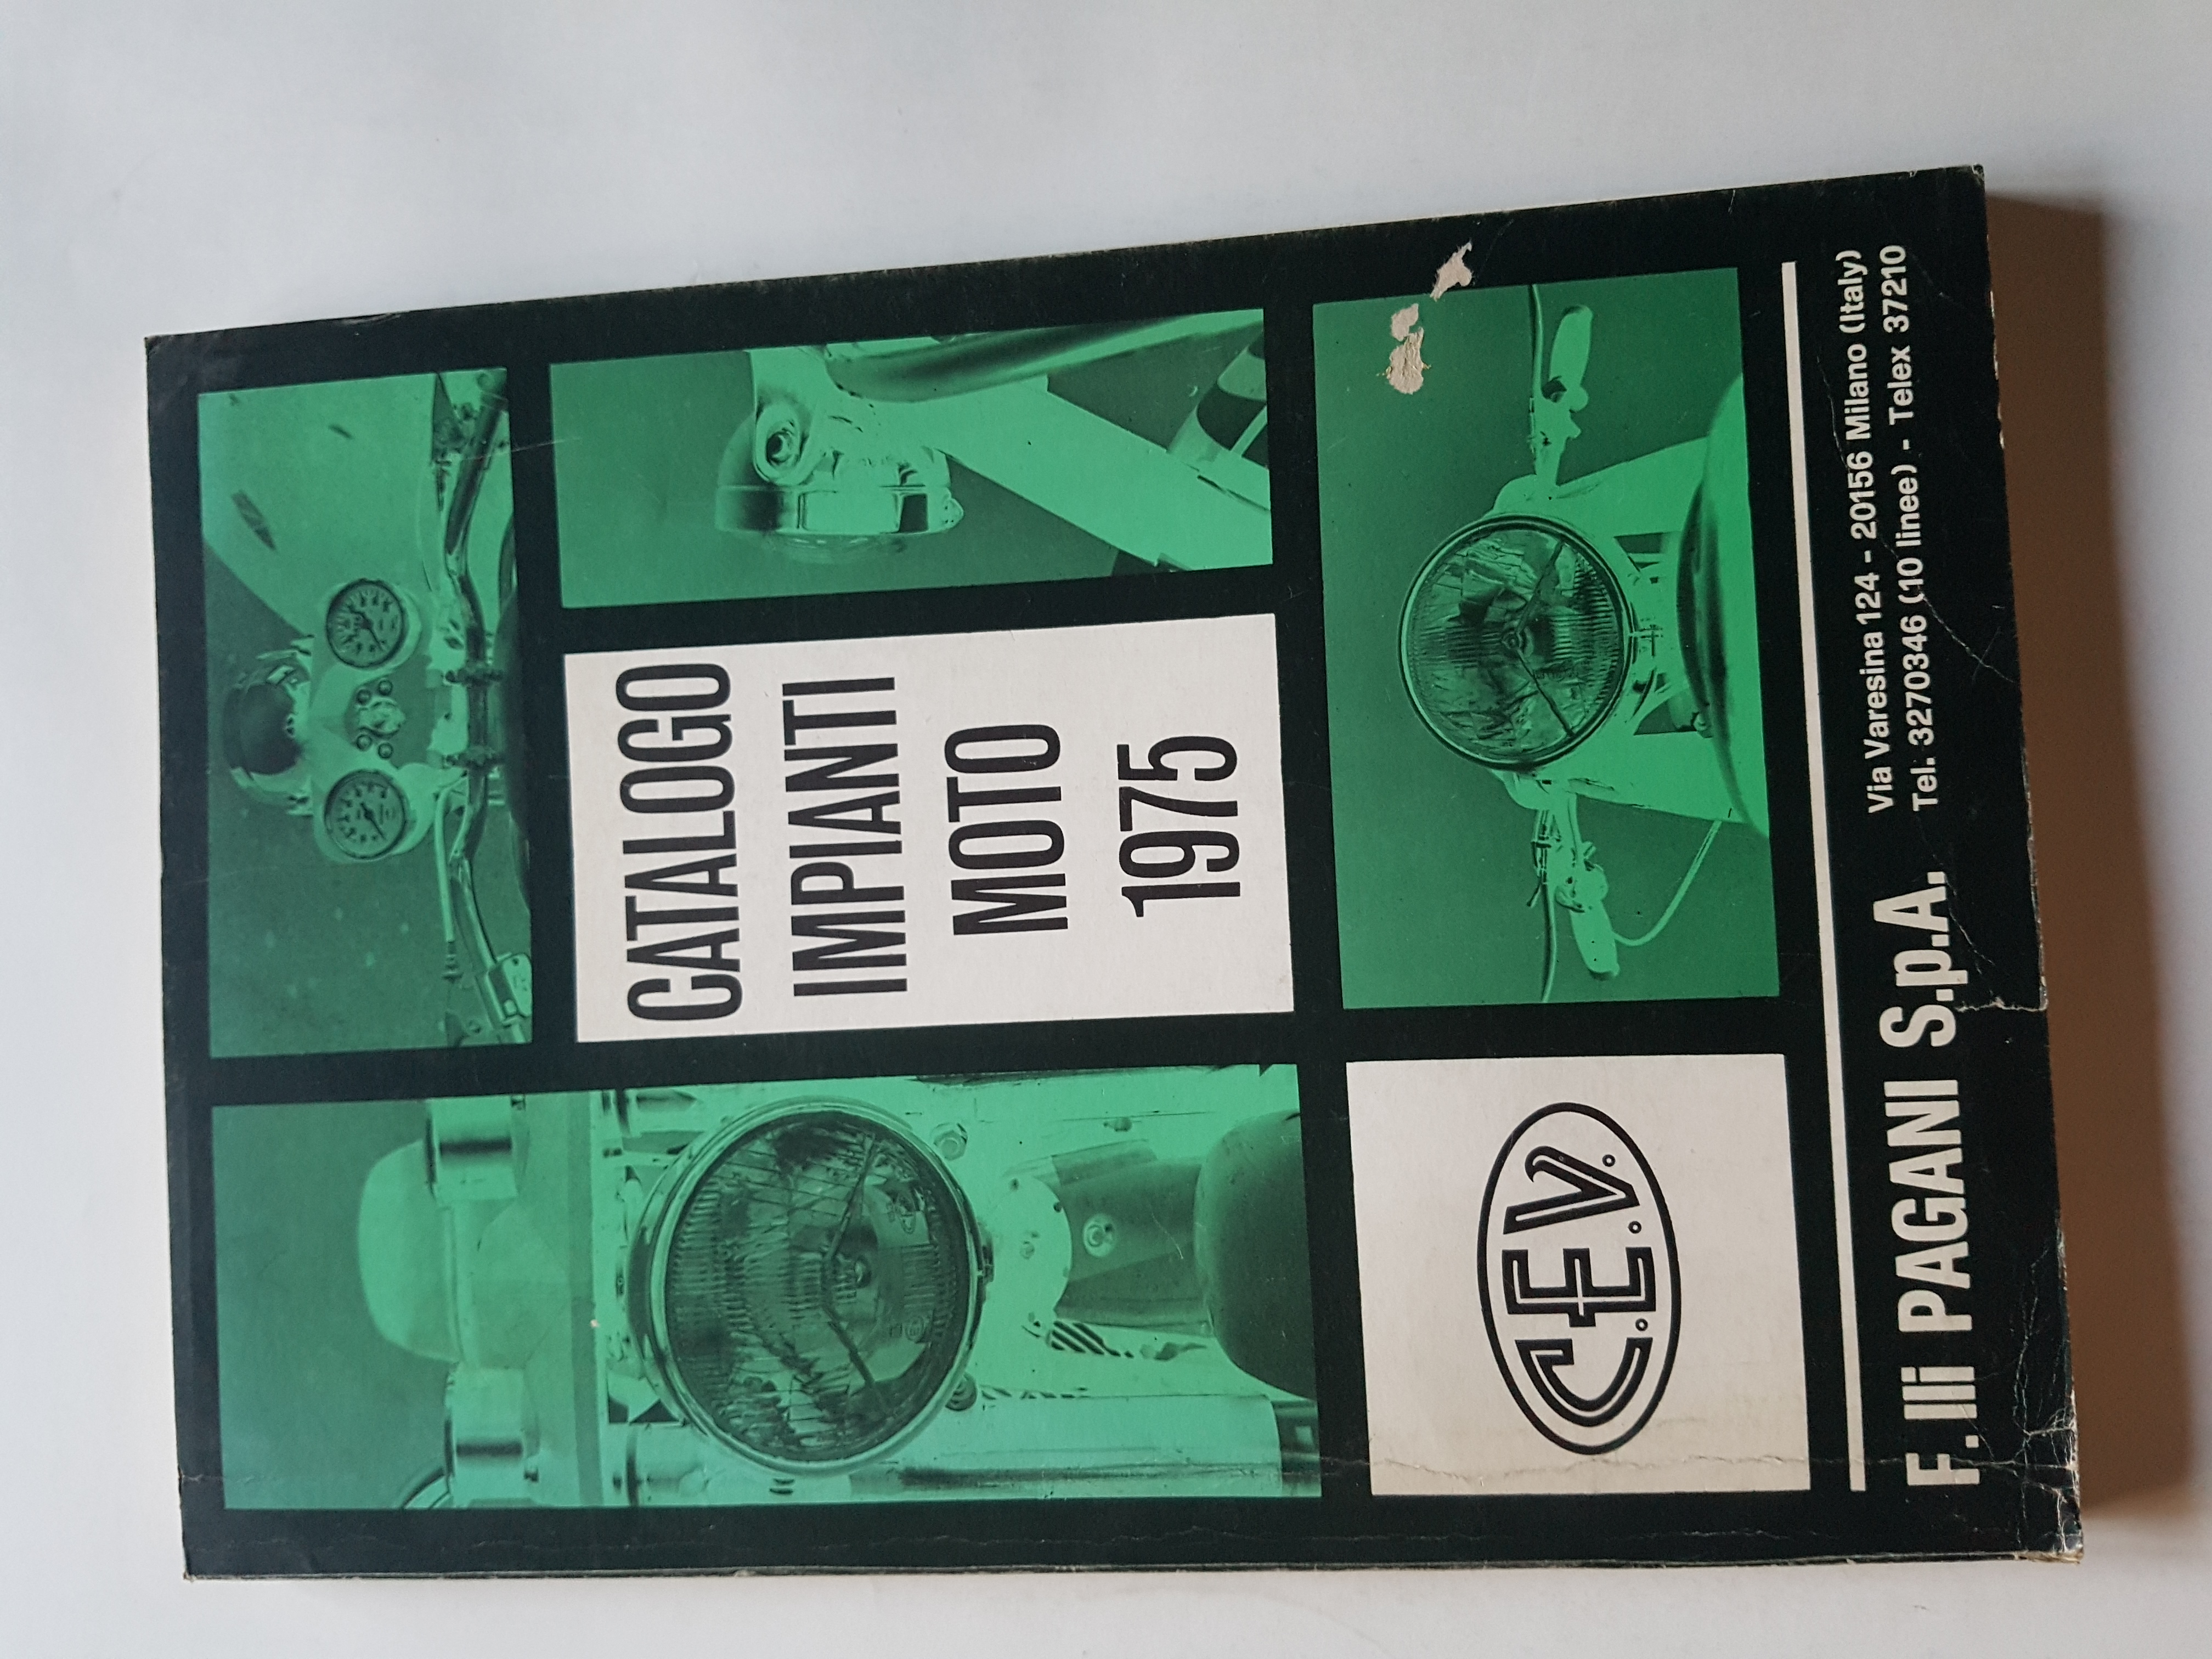 CATALOGO
IMPIANTI
MOTO
1975
C.E.V.
F.lli PAGANI S.p.A.
Via Varesina 124 - 20156 Milano (Italy)
Tel. 3270346 (10 linee) - Telex 37210